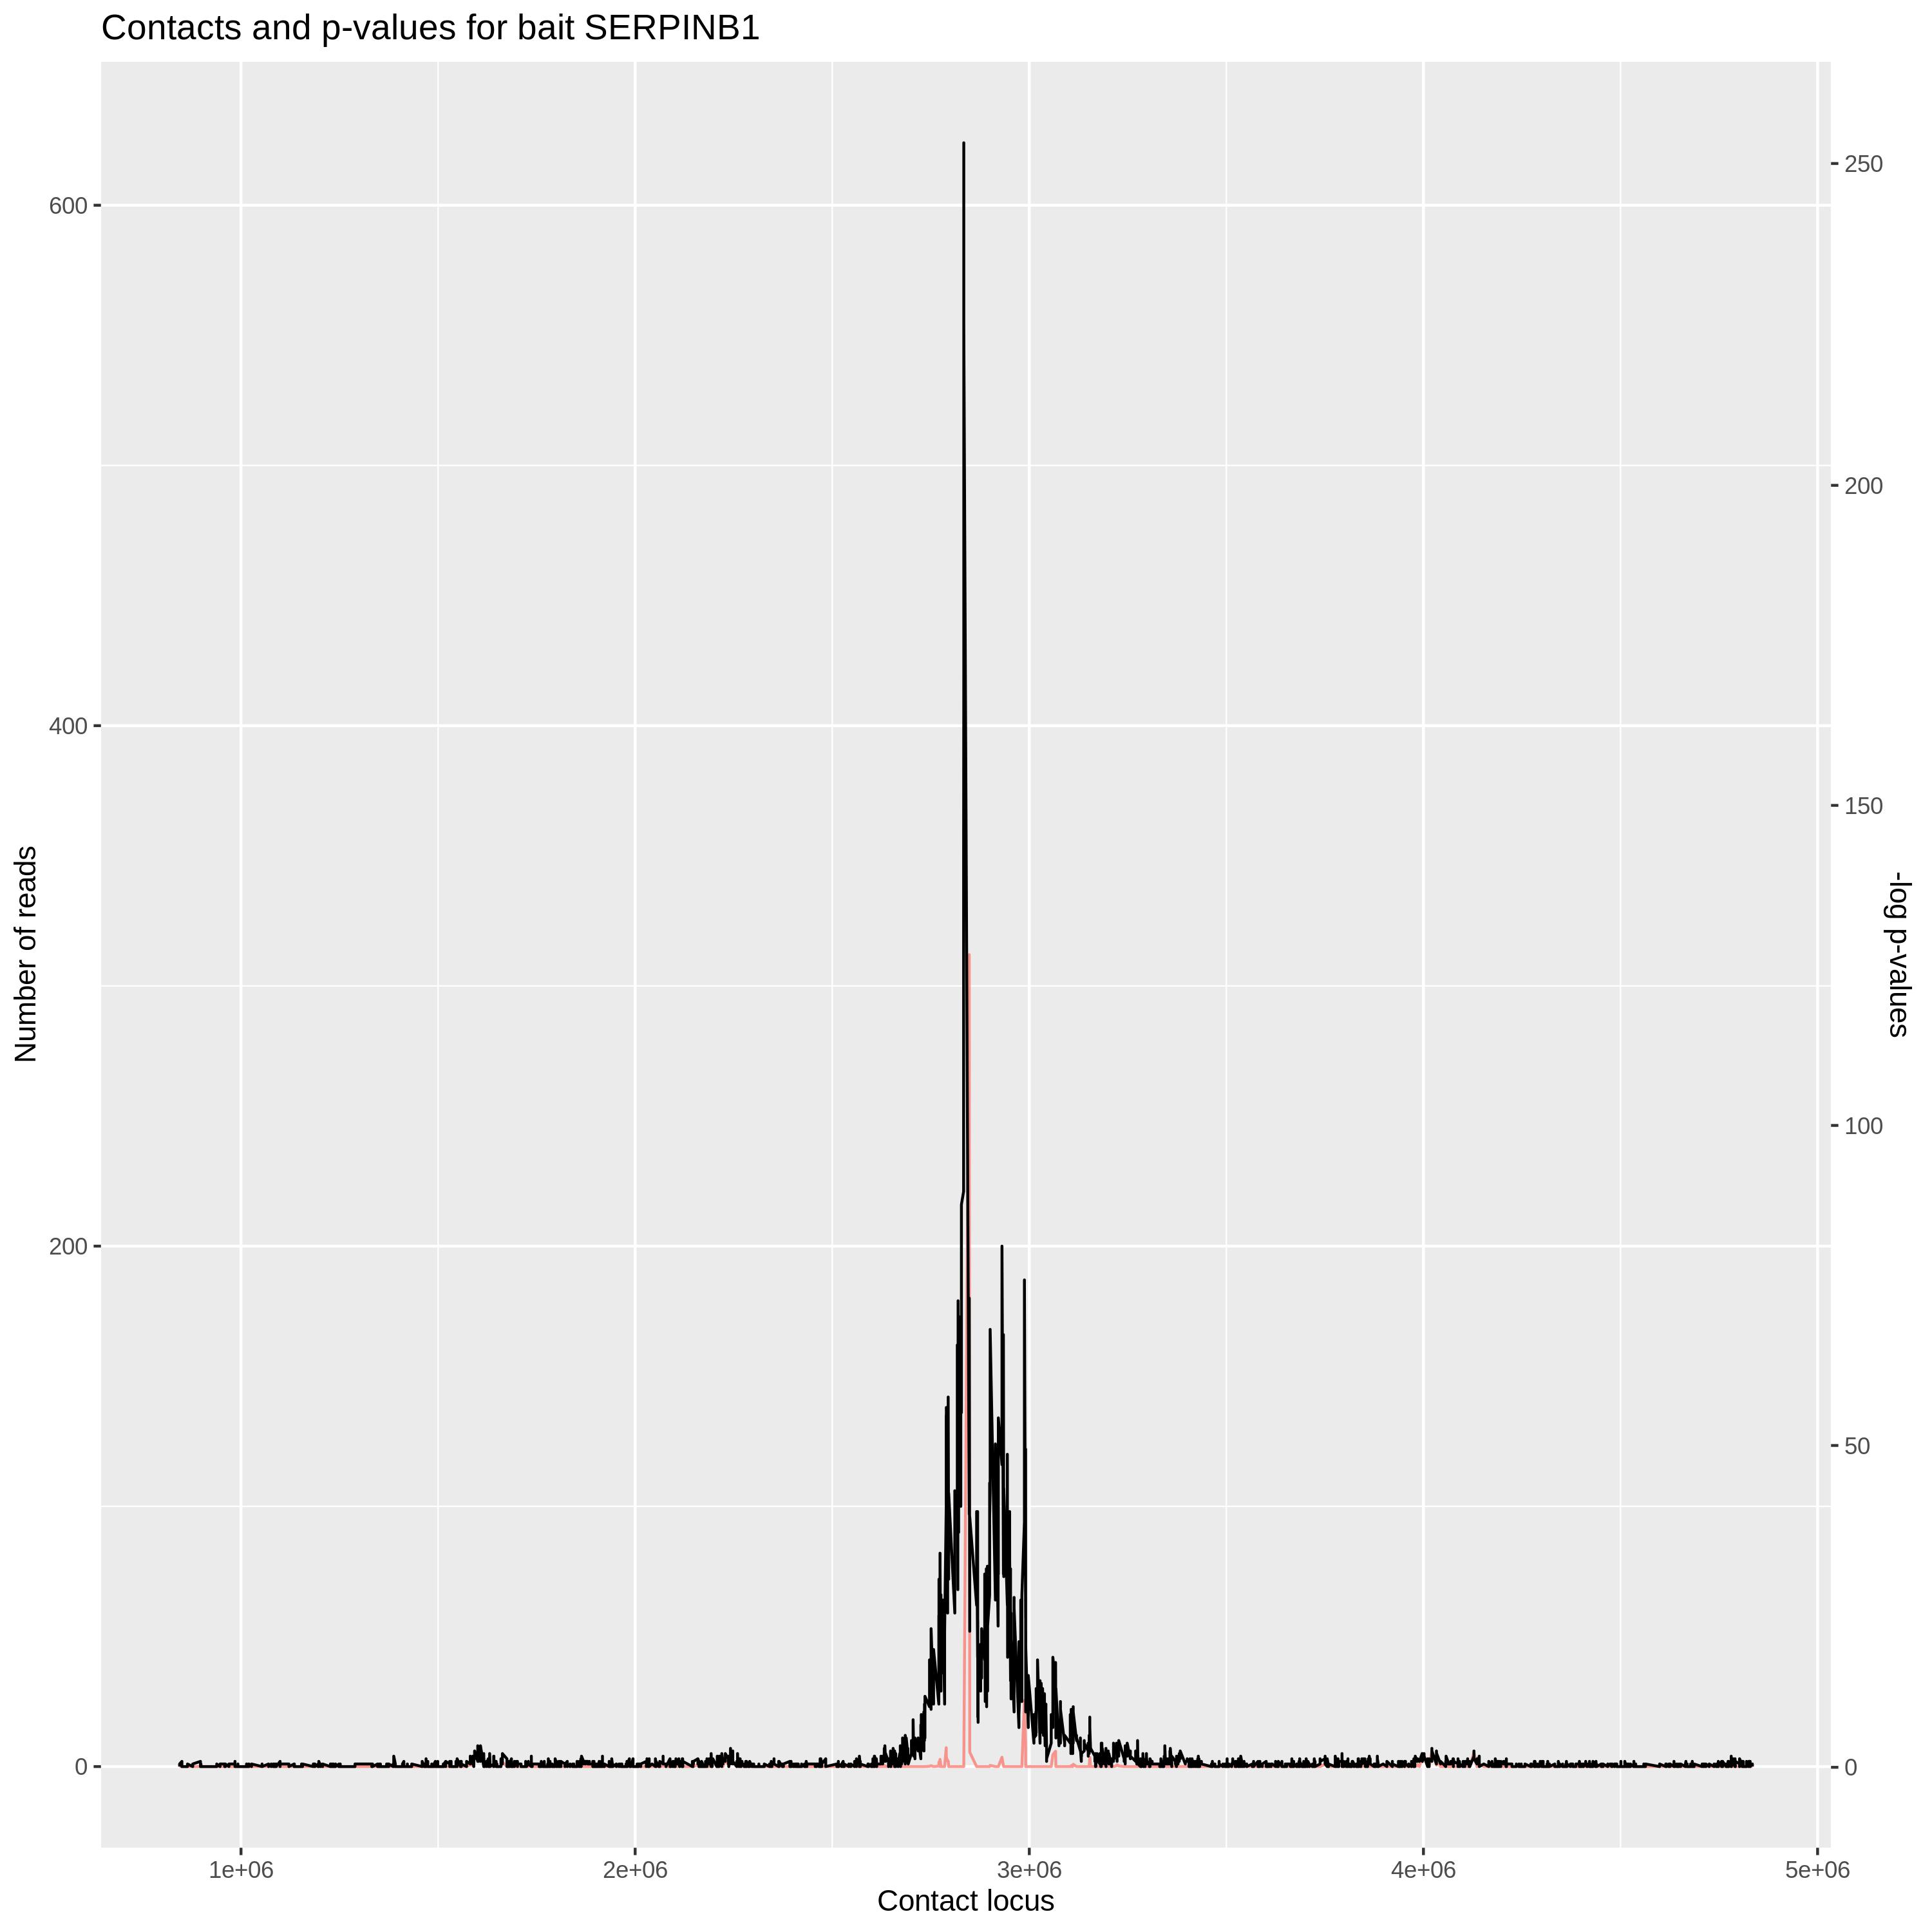 Contacts and p-values for bait SERPINB1
600
400
200
0
Number of reads
250
200
150
100
50
0
-log p-values
1e+06
2e+06
3e+06
4e+06
5e+06
Contact locus